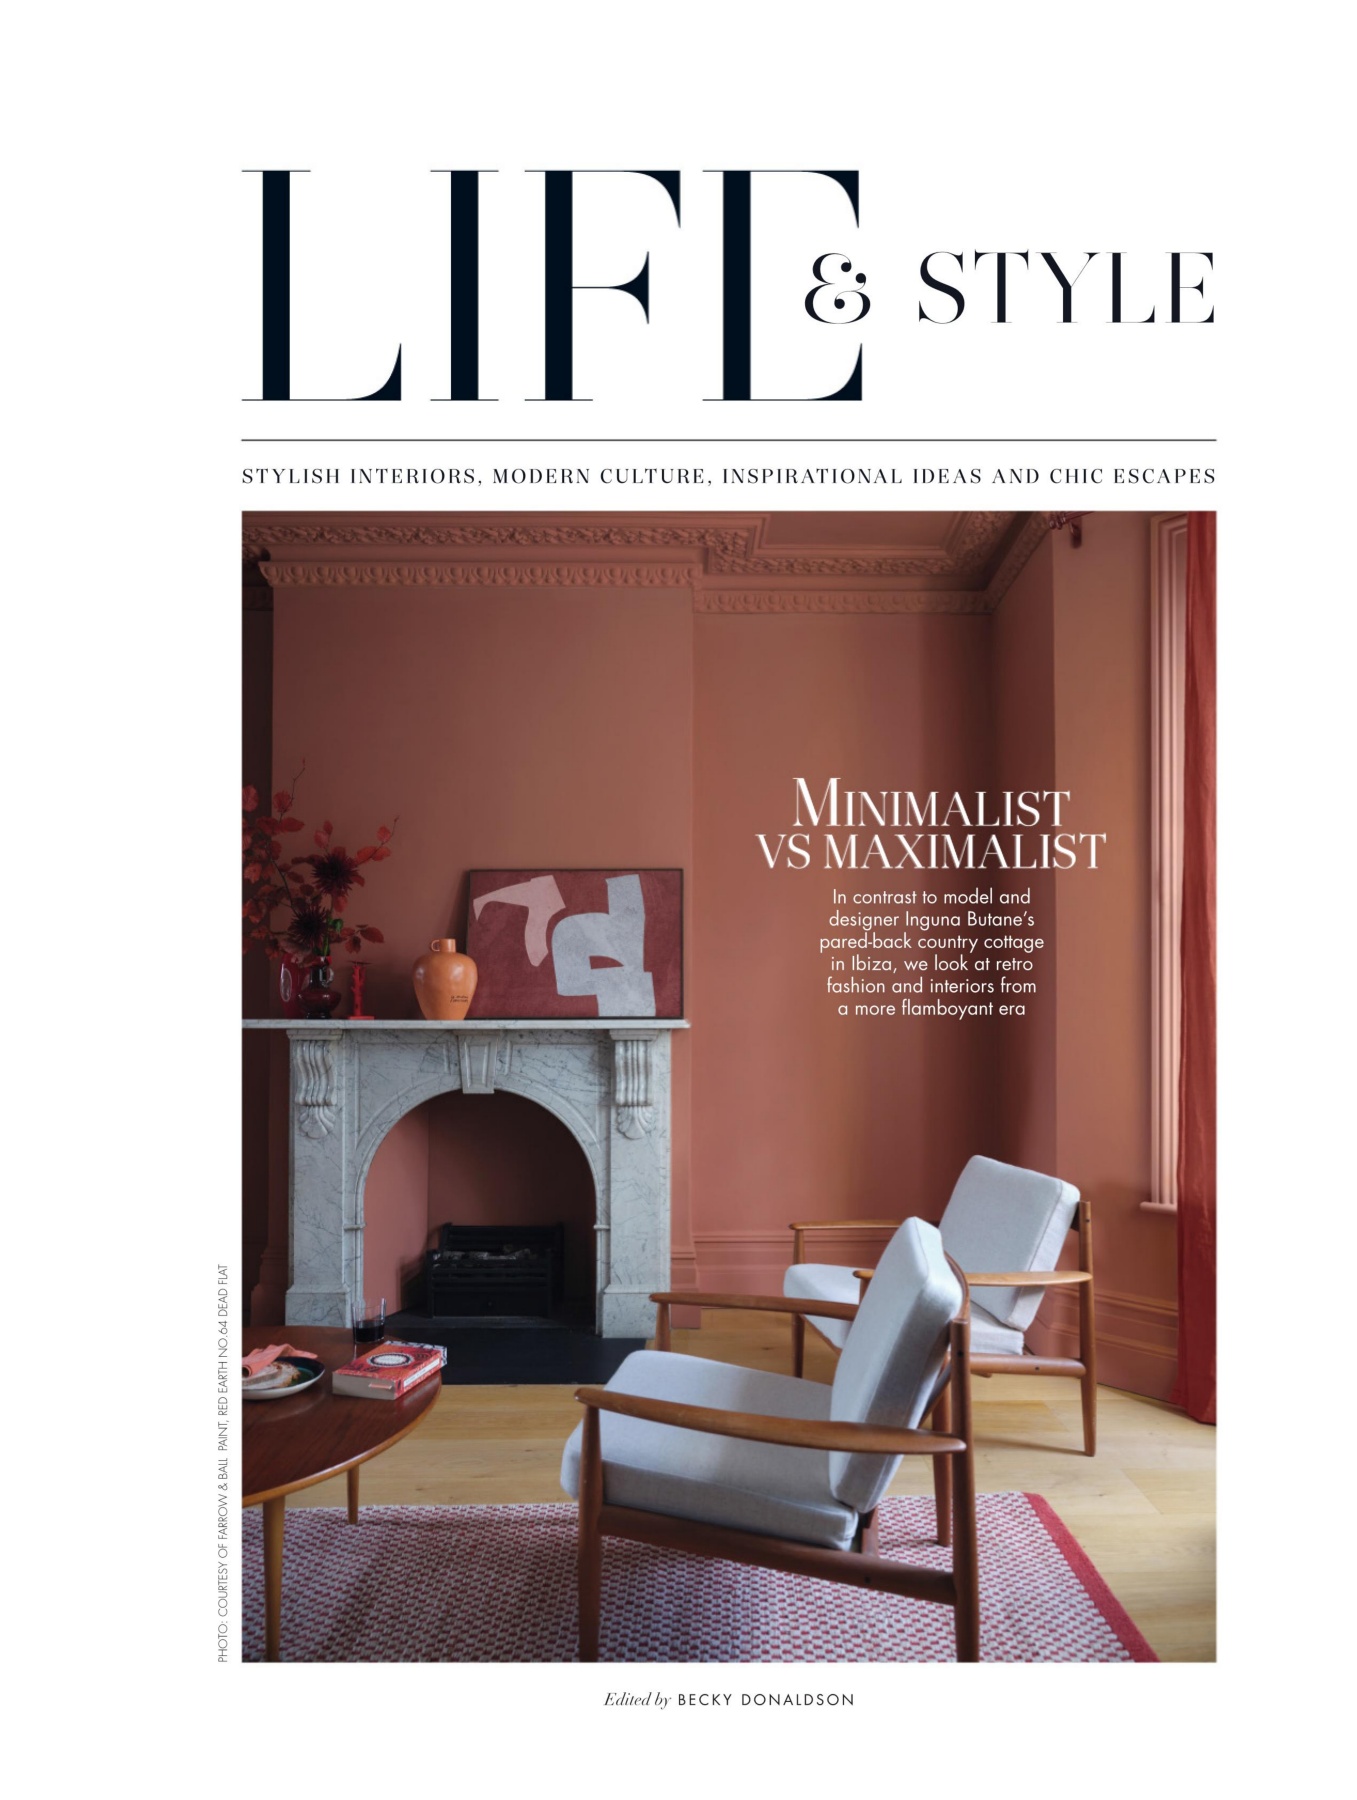 LIFE & STYLE
STYLISH INTERIORS, MODERN CULTURE, INSPIRATIONAL IDEAS AND CHIC ESCAPES
MINIMALIST
VS MAXIMALIST
In contrast to model and
designer Inguna Butane’s
pared-back country cottage
in Ibiza, we look at retro
fashion and interiors from
a more flamboyant era
PHOTO: COURTESY OF FARROW & BALL PAINT, RED EARTH NO.64 DEAD FLAT
Edited by BECKY DONALDSON